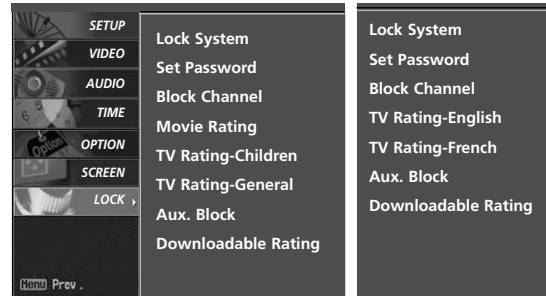 SETUP
VIDEO
AUDIO
TIME
OPTION
SCREEN
LOCK
Menu Prev.
Lock System
Set Password
Block Channel
Movie Rating
TV Rating-Children
TV Rating-General
Aux. Block
Downloadable Rating
Lock System
Set Password
Block Channel
TV Rating-English
TV Rating-French
Aux. Block
Downloadable Rating